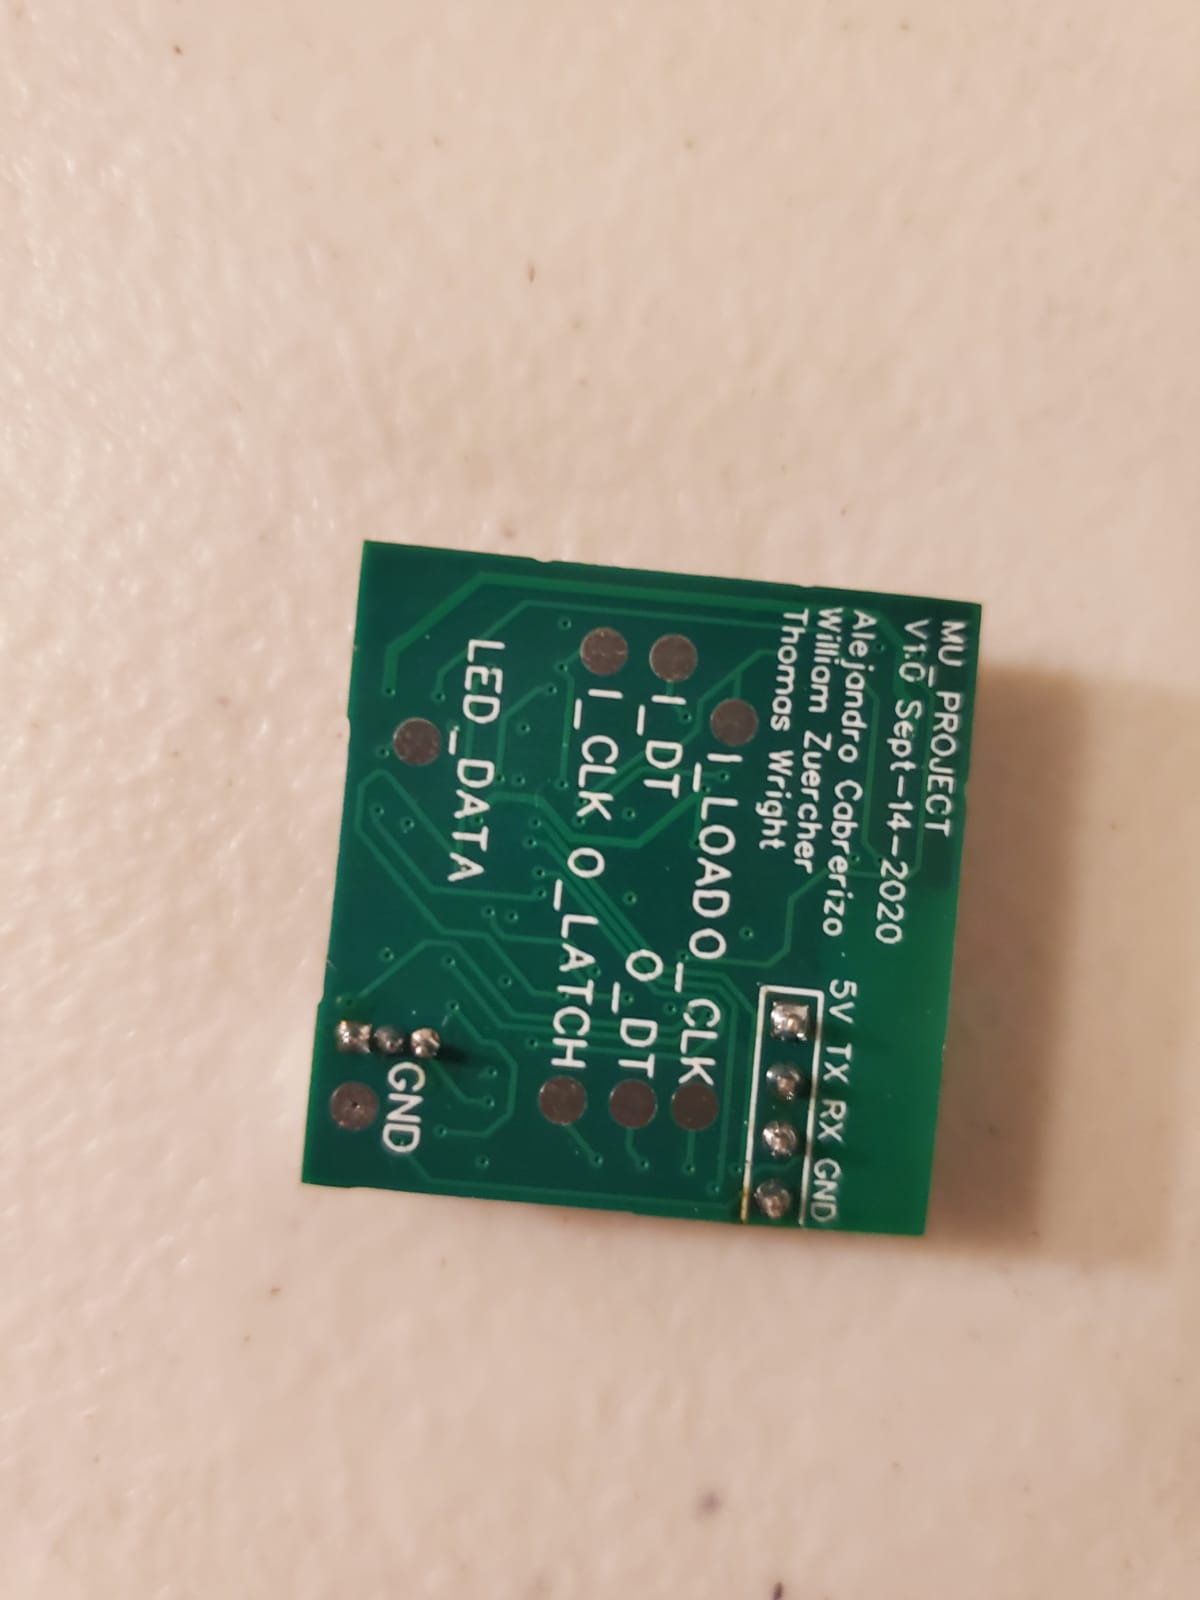 MU_PROJECT
V1.0 Sept-14-2020
Alejandro Cabrerizo
William Zuercher
Thomas Wright
5V TX RX GND
I_LOAD
O_CLK
I_DT
O_DT
I_CLK
O_LATCH
LED_DATA
GND